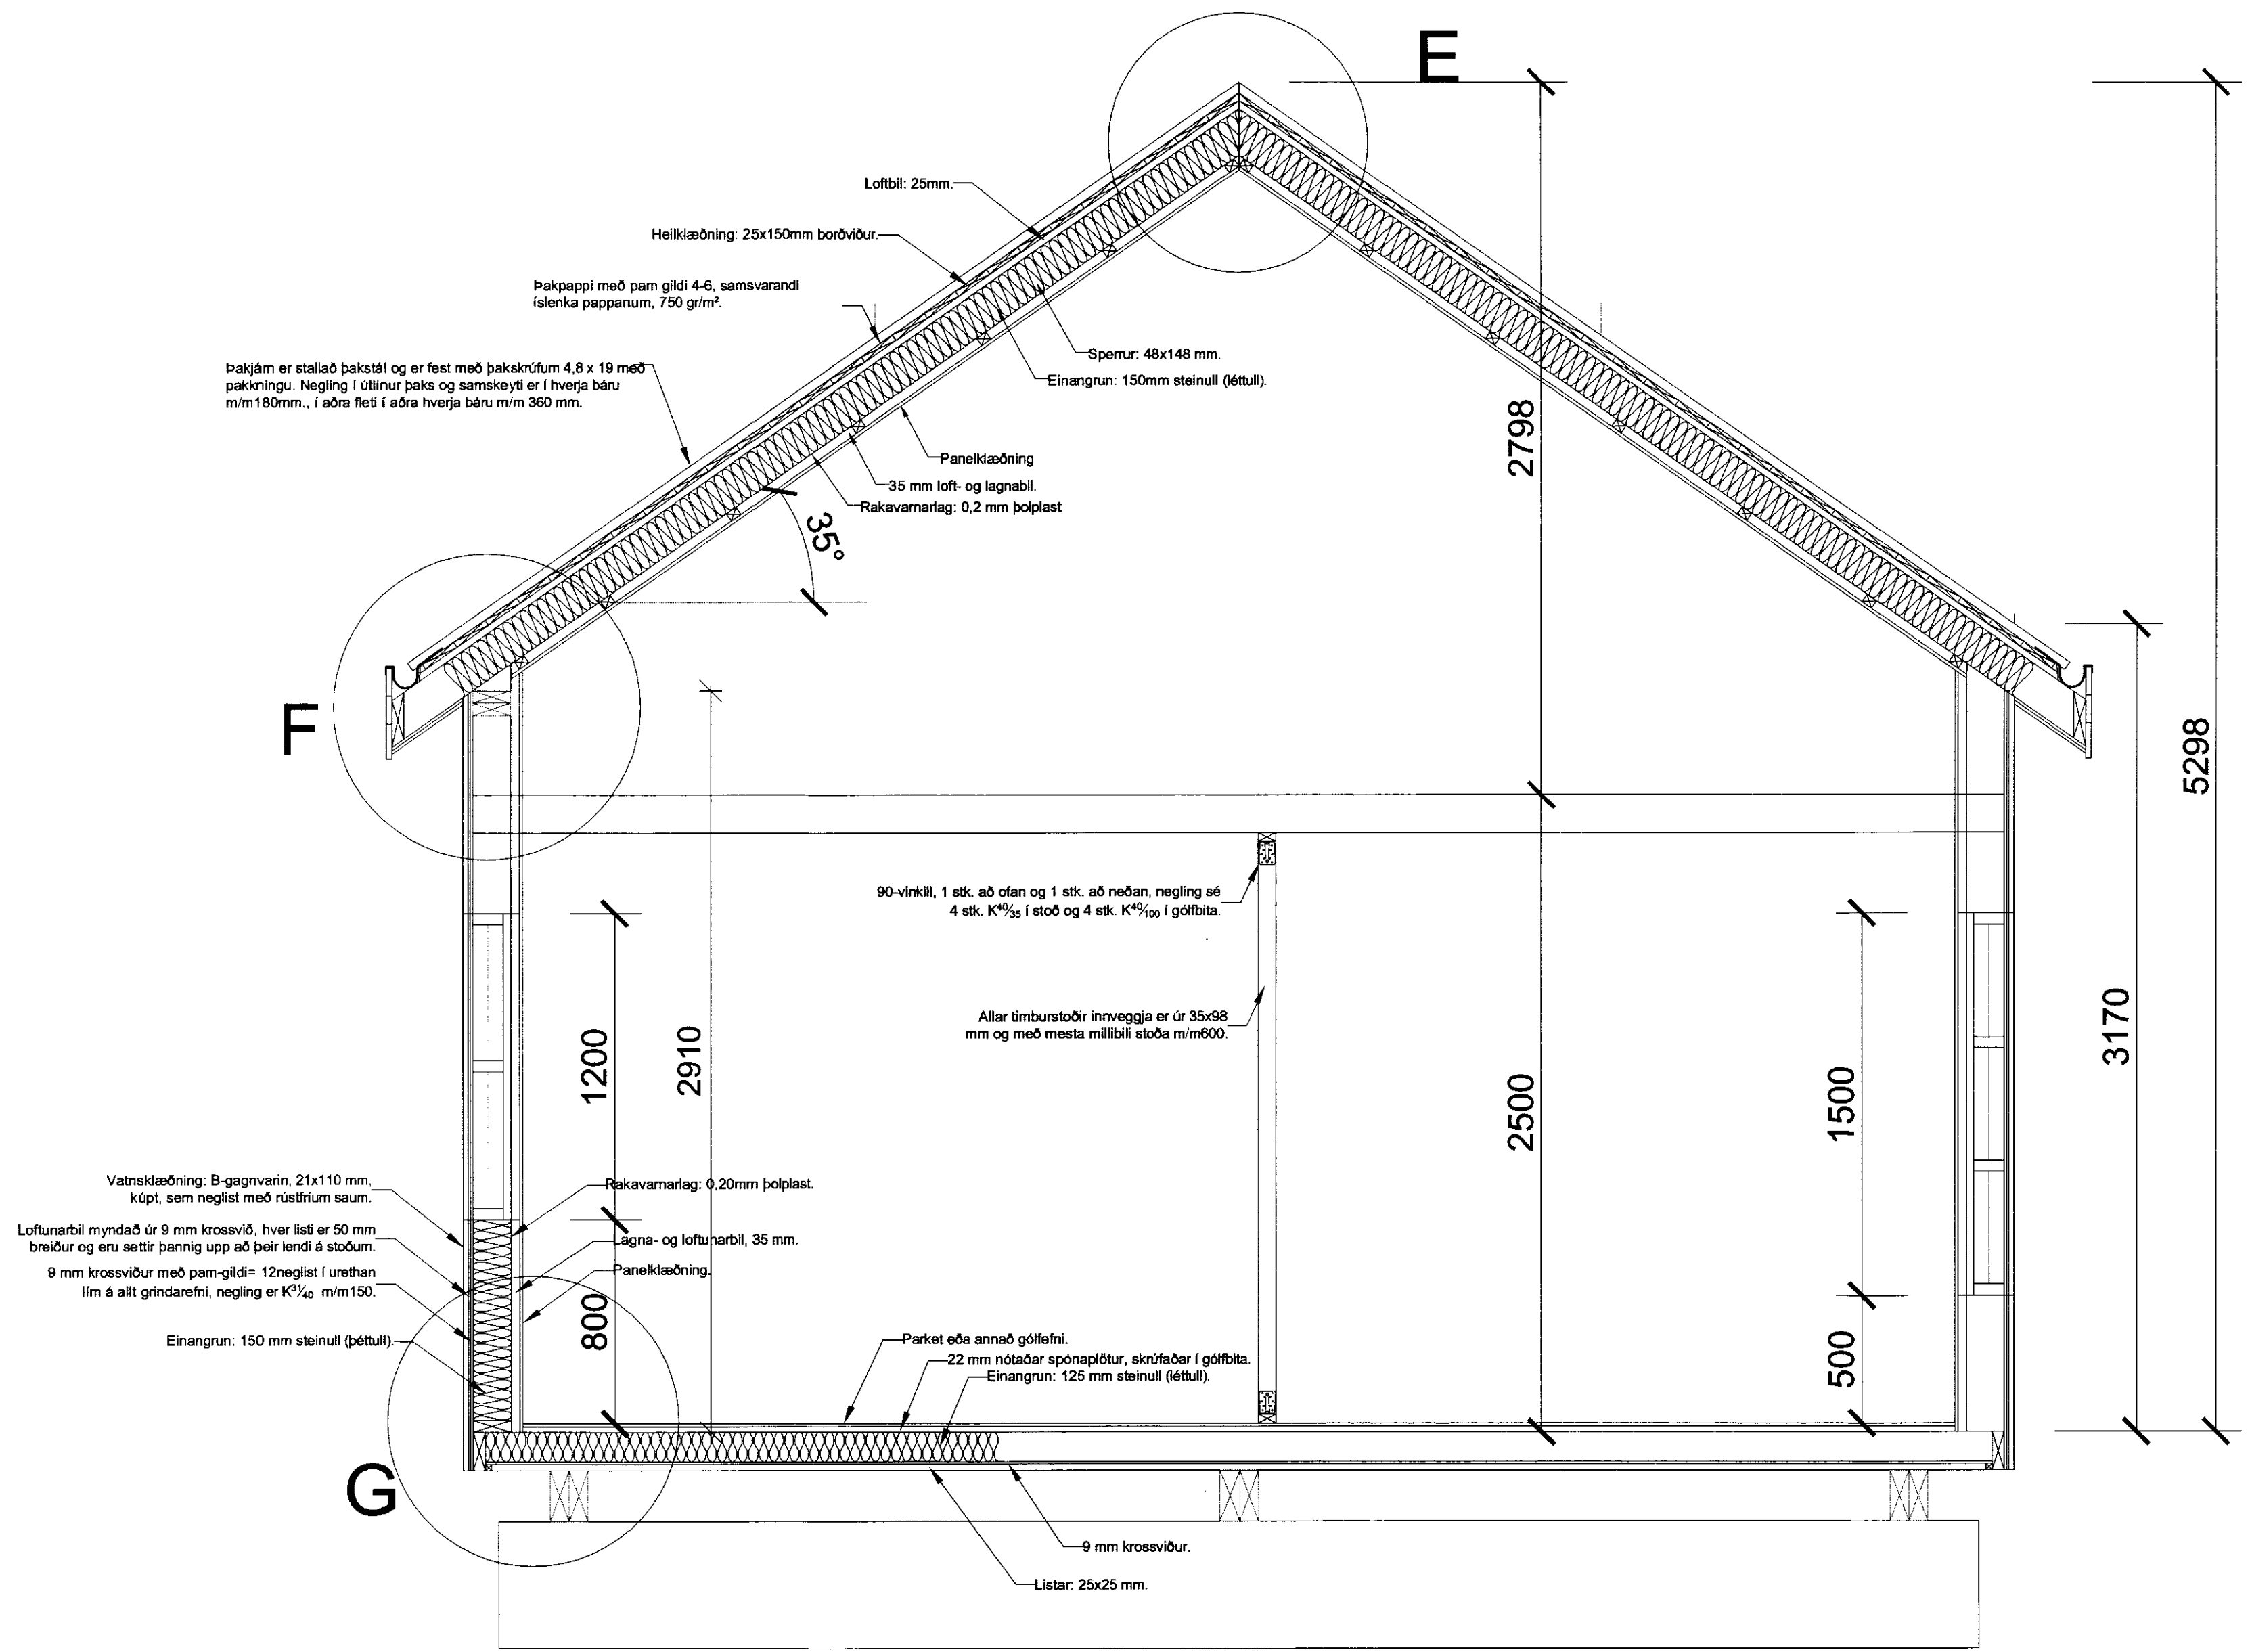 E
Loftbil: 25mm.
Heilklæðning: 25x150mm borðviður.
Þakpappi með pam gildi 4-6, samsvarandi
íslenka pappanum, 750 gr/m².
Þakjárn er stallað þakstál og er fest með þakskrúfum 4,8 x 19 með
pakkningu. Negling í útlínur þaks og samskeyti er í hverja báru
m/m180mm., í aðra fleti í aðra hverja báru m/m 360 mm.
Sperrur: 48x148 mm.
Einangrun: 150mm steinull (léttull).
Panelklæðning
35 mm loft- og lagnabil.
Rakavarnarlag: 0,2 mm þolplast
35°
2798
5298
F
90-vinkill, 1 stk. að ofan og 1 stk. að neðan, negling sé
4 stk. K40/35 í stoð og 4 stk. K40/100 í gólfbita.
Allar timburstoðir innveggja er úr 35x98
mm og með mesta millibili stoða m/m600.
1200
2910
2500
1500
3170
Vatnsklæðning: B-gagnvarin, 21x110 mm,
kúpt, sem neglist með rústfríum saum.
Loftunarbil myndað úr 9 mm krossvið, hver listi er 50 mm
breiður og eru settir þannig upp að þeir lendi á stoðum.
9 mm krossviður með pam-gildi= 12neglist í urethan
lím á allt grindarefni, negling er K31/40 m/m150.
Einangrun: 150 mm steinull (þéttull).
Rakavarnarlag: 0,20mm þolplast.
Lagna- og loftunarbil, 35 mm.
Panelklæðning.
800
500
Parket eða annað gólfefni.
22 mm nótaðar spónaplötur, skrúfaðar í gólfbita.
Einangrun: 125 mm steinull (léttull).
G
9 mm krossviður.
Listar: 25x25 mm.